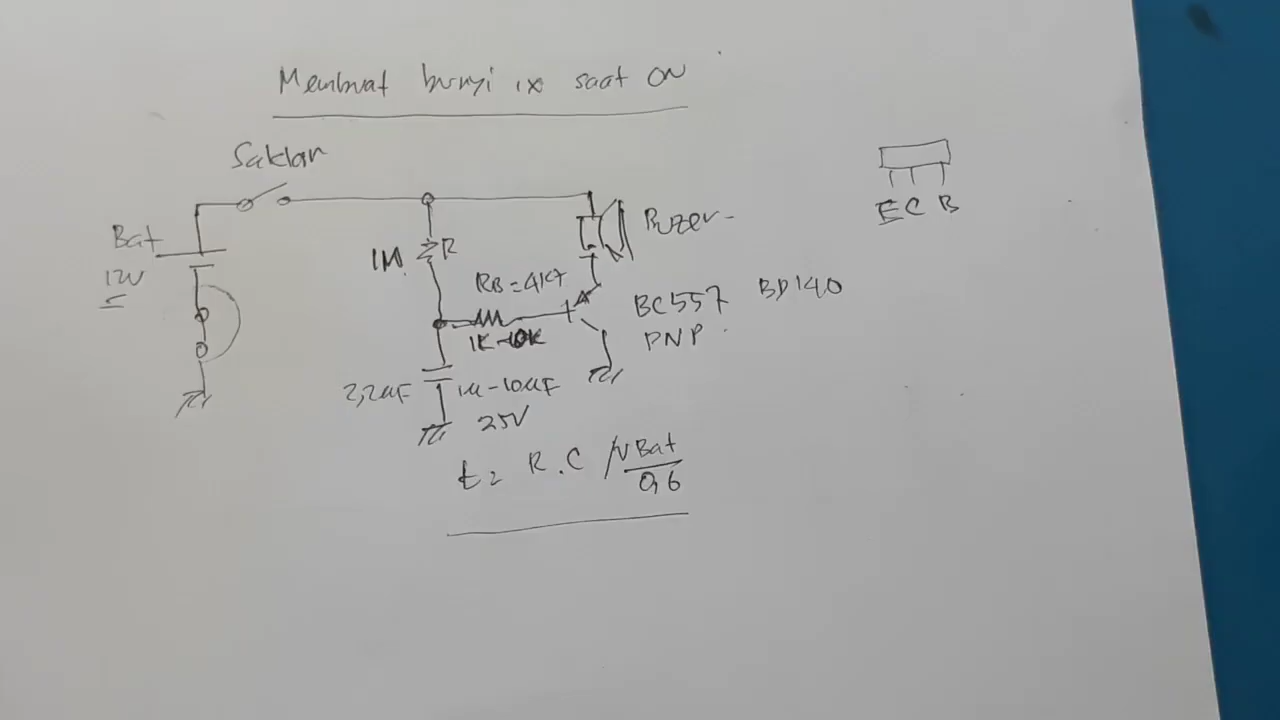 Membuat bunyi 1x saat ON
Saklar
E C B
Bat
12V
5
1M
R
Buzer
RB = 4K7
1K-10K
BC557 BD140
PNP
2,2uF
1u-10uF
25V
t = R.C / VBat
0,6